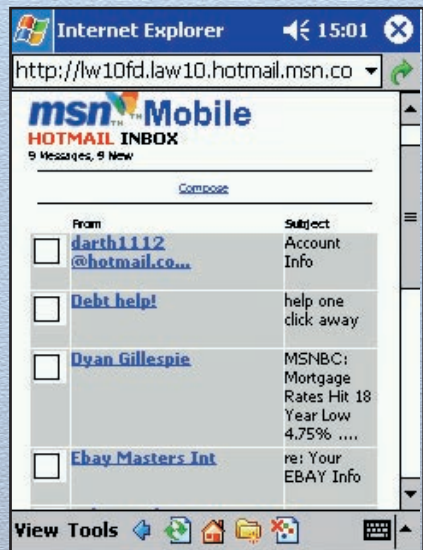 Internet Explorer 15:01
http://lw10fd.law10.hotmail.msn.co
msn TM TM Mobile
HOTMAIL INBOX
9 Messages, 9 New
Compose
From Subject
darth1112 Account
@hotmail.co... Info
Debt help! help one
click away
Dyan Gillespie MSNBC:
Mortgage
Rates Hit 18
Year Low
4.75% ....
Ebay Masters Int re: Your
EBAY Info
View Tools